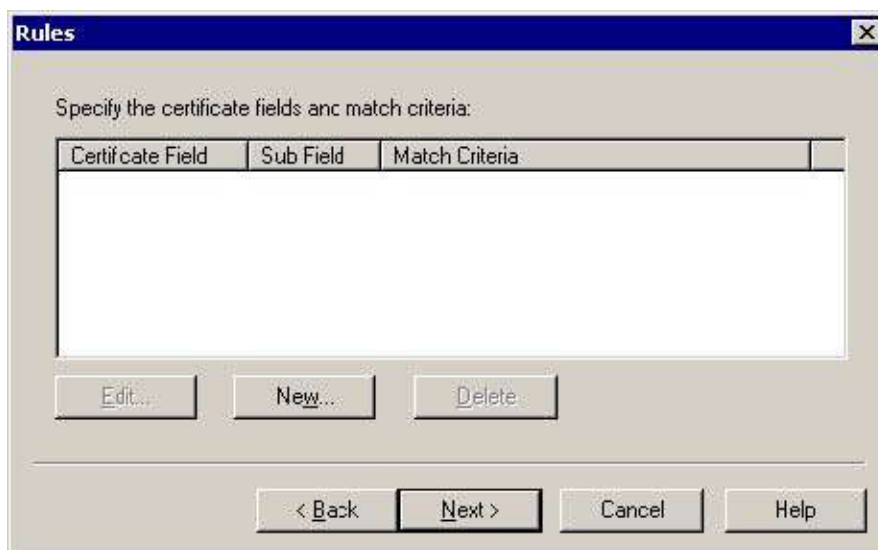 Rules
Specify the certificate fields and match criteria:
Certifcate Field Sub Field Match Criteria
Edit... New... Delete
< Back Next > Cancel Help